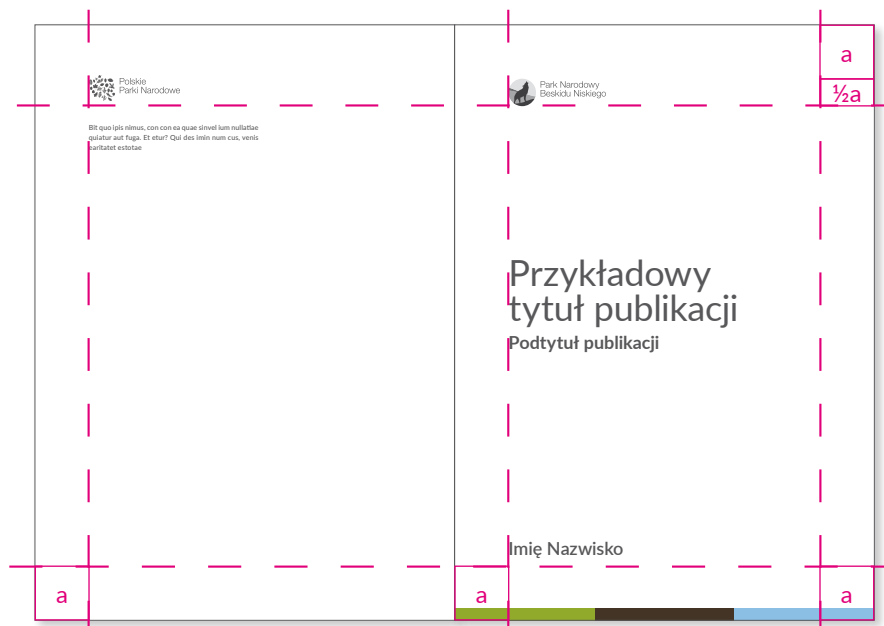 Polskie
Parki Narodowe
Bit quo ipis nimus, con con ea quae sinvel ium nullatiae
quiatur aut fuga. Et etur? Qui des imin num cus, venis
earitatet estotae
a
Park Narodowy
Beskidu Niskiego
½a
Przykładowy
tytuł publikacji
Podtytuł publikacji
Imię Nazwisko
a
a
a